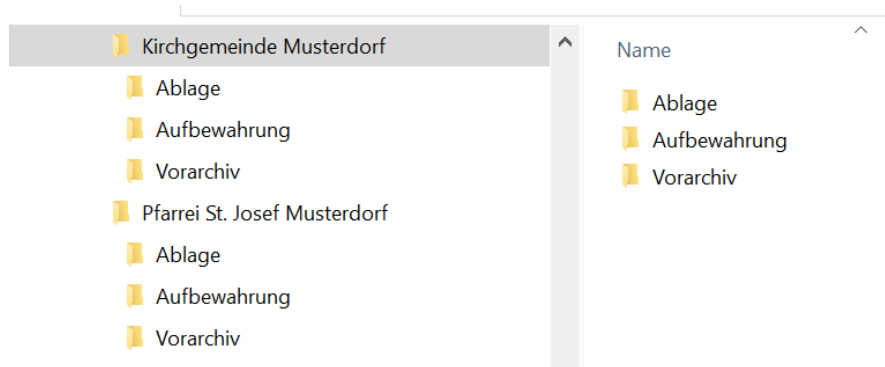 Kirchgemeinde Musterdorf
Ablage
Aufbewahrung
Vorarchiv
Pfarrei St. Josef Musterdorf
Ablage
Aufbewahrung
Vorarchiv
Name
Ablage
Aufbewahrung
Vorarchiv